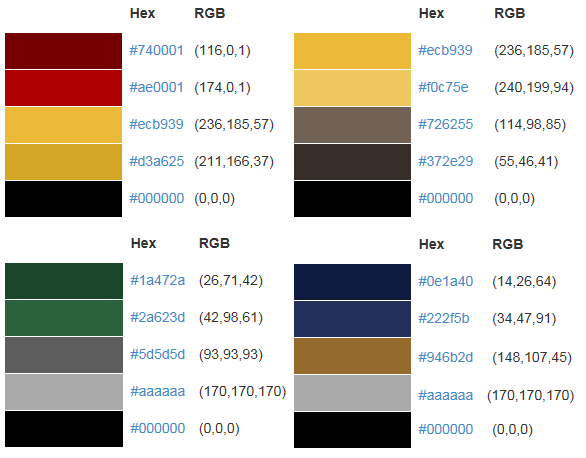 Hex RGB
#740001 (116,0,1)
#ae0001 (174,0,1)
#ecb939 (236,185,57)
#d3a625 (211,166,37)
#000000 (0,0,0)
Hex RGB
#ecb939 (236,185,57)
#f0c75e (240,199,94)
#726255 (114,98,85)
#372e29 (55,46,41)
#000000 (0,0,0)
Hex RGB
#1a472a (26,71,42)
#2a623d (42,98,61)
#5d5d5d (93,93,93)
#aaaaaa (170,170,170)
#000000 (0,0,0)
Hex RGB
#0e1a40 (14,26,64)
#222f5b (34,47,91)
#946b2d (148,107,45)
#aaaaaa (170,170,170)
#000000 (0,0,0)